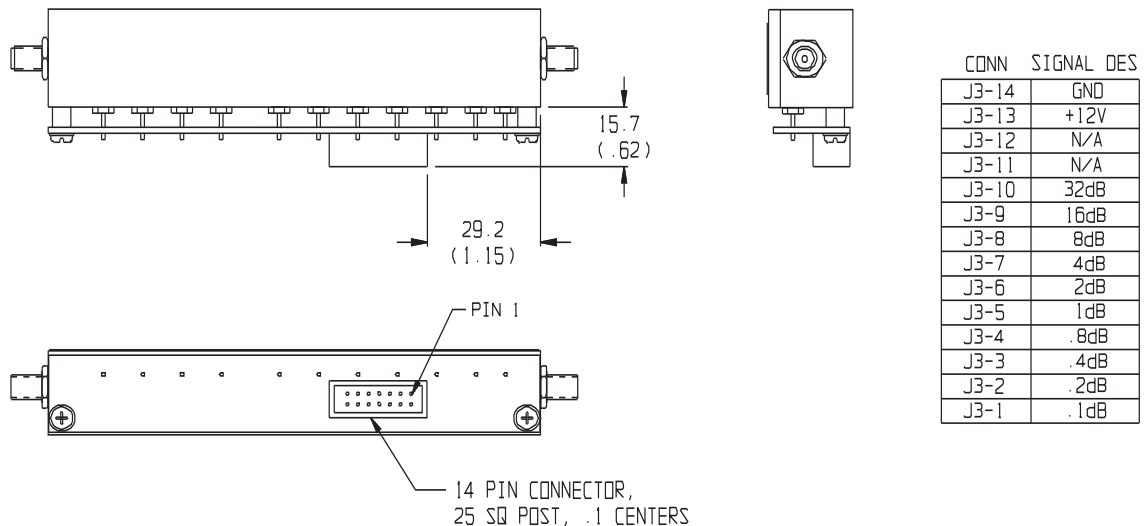 15.7
(.62)
29.2
(1.15)
PIN 1
14 PIN CONNECTOR,
25 SQ POST, .1 CENTERS
CONN SIGNAL DES
J3-14 GND
J3-13 +12V
J3-12 N/A
J3-11 N/A
J3-10 32dB
J3-9 16dB
J3-8 8dB
J3-7 4dB
J3-6 2dB
J3-5 1dB
J3-4 .8dB
J3-3 .4dB
J3-2 .2dB
J3-1 .1dB